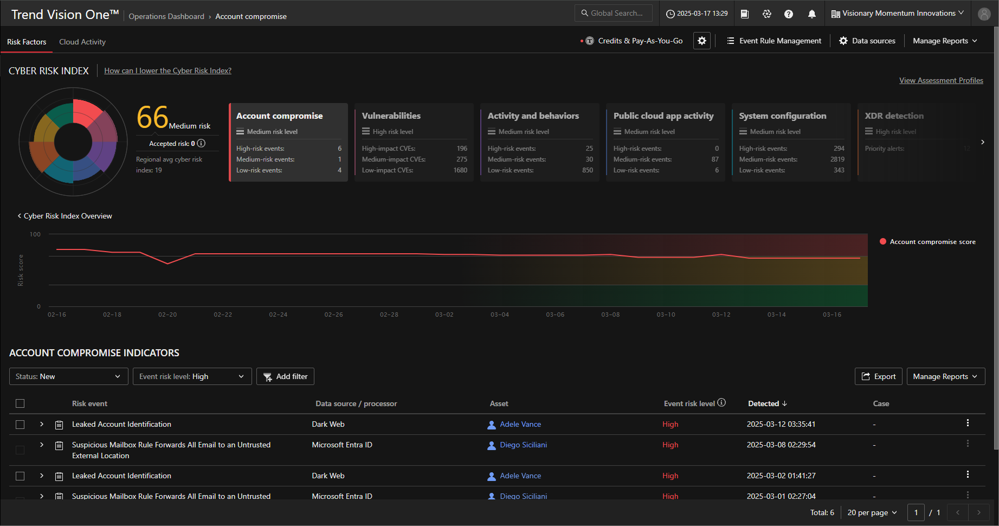 Trend Vision One™ Operations Dashboard › Account compromise Global Search... 2025-03-17 13:29 Visionary Momentum Innovations
Risk Factors Cloud Activity Credits & Pay-As-You-Go Event Rule Management Data sources Manage Reports
CYBER RISK INDEX How can I lower the Cyber Risk Index?
View Assessment Profiles
66 Medium risk
Accepted risk: 0
Regional avg cyber risk
index: 19
Account compromise
Medium risk level
High-risk events: 6
Medium-risk events: 1
Low-risk events: 4
Vulnerabilities
High risk level
High-impact CVEs: 196
Medium-impact CVEs: 275
Low-impact CVEs: 1680
Activity and behaviors
Medium risk level
High-risk events: 25
Medium-risk events: 30
Low-risk events: 850
Public cloud app activity
Medium risk level
High-risk events: 0
Medium-risk events: 87
Low-risk events: 6
System configuration
Medium risk level
High-risk events: 294
Medium-risk events: 2819
Low-risk events: 343
XDR detection
High risk level
Priority alerts: 12
Cyber Risk Index Overview
100
Risk score
0
02-16 02-18 02-20 02-22 02-24 02-26 02-28 03-02 03-04 03-06 03-08 03-10 03-12 03-14 03-16
Account compromise score
ACCOUNT COMPROMISE INDICATORS
Status: New Event risk level: High Add filter Export Manage Reports
Risk event Data source / processor Asset Event risk level Detected Case
Leaked Account Identification Dark Web Adele Vance High 2025-03-12 03:35:41 -
Suspicious Mailbox Rule Forwards All Email to an Untrusted Microsoft Entra ID Diego Siciliani High 2025-03-08 02:29:54 -
External Location
Leaked Account Identification Dark Web Adele Vance High 2025-03-02 01:41:27 -
Suspicious Mailbox Rule Forwards All Email to an Untrusted Microsoft Entra ID Diego Siciliani High 2025-03-01 02:27:04 -
Total: 6 20 per page 1 / 1